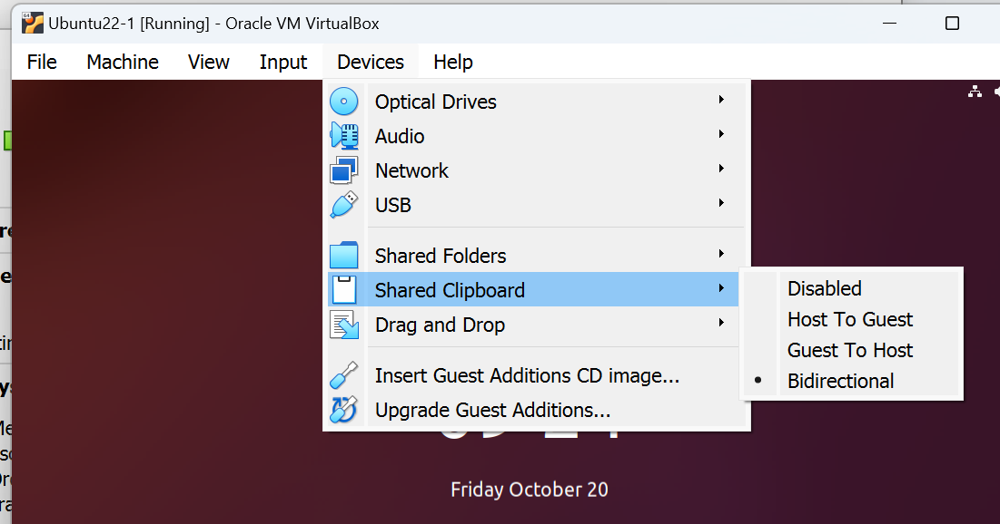 Ubuntu22-1 [Running] - Oracle VM VirtualBox
File Machine View Input Devices Help
Optical Drives
Audio
Network
USB
Shared Folders
Shared Clipboard
Drag and Drop
Insert Guest Additions CD image...
Upgrade Guest Additions...
Disabled
Host To Guest
Guest To Host
Bidirectional
Friday October 20